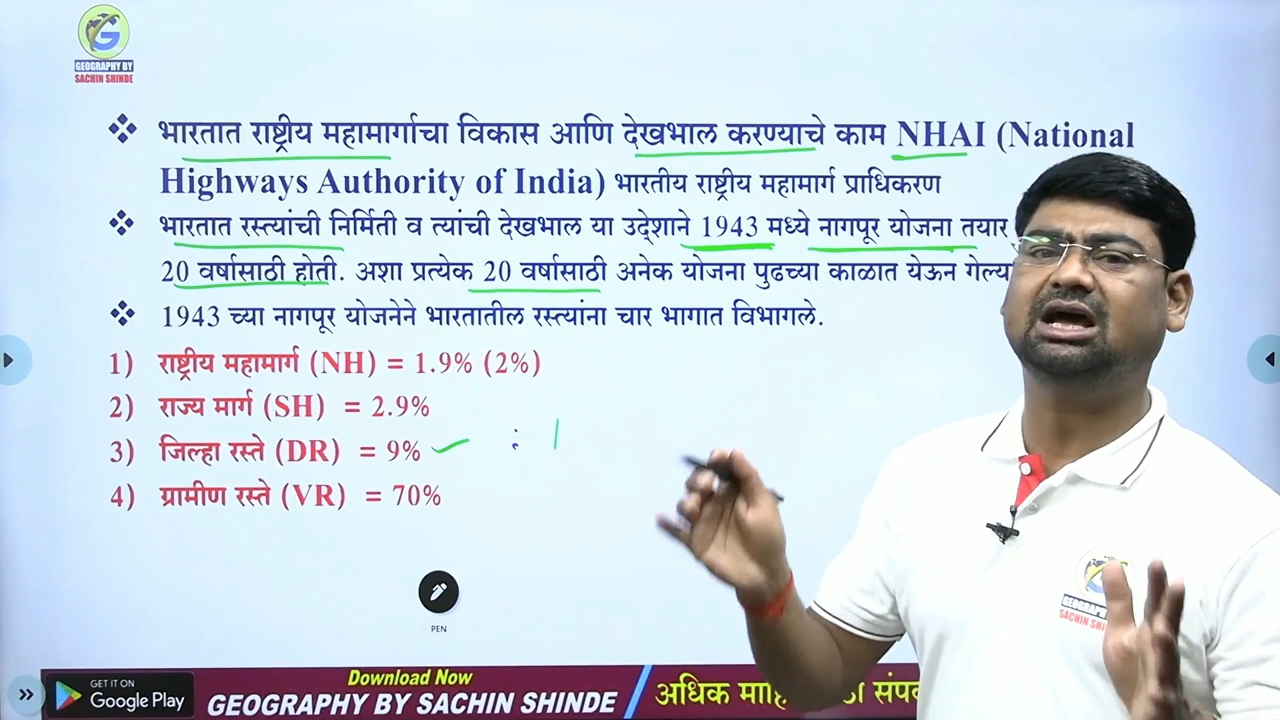 GEOGRAPHY BY
SACHIN SHINDE
❖ भारतात राष्ट्रीय महामार्गाचा विकास आणि देखभाल करण्याचे काम NHAI (National
Highways Authority of India) भारतीय राष्ट्रीय महामार्ग प्राधिकरण
❖ भारतात रस्त्यांची निर्मिती व त्यांची देखभाल या उद्देशाने 1943 मध्ये नागपूर योजना तयार
20 वर्षासाठी होती. अशा प्रत्येक 20 वर्षासाठी अनेक योजना पुढच्या काळात येऊन
❖ 1943 च्या नागपूर योजनेने भारतातील रस्त्यांना चार भागात विभागले.
1) राष्ट्रीय महामार्ग (NH) = 1.9% (2%)
2) राज्य मार्ग (SH) = 2.9%
3) जिल्हा रस्ते (DR) = 9%
4) ग्रामीण रस्ते (VR) = 70%
PEN
GET IT ON
Google Play
Download Now
GEOGRAPHY BY SACHIN SHINDE
अधिक